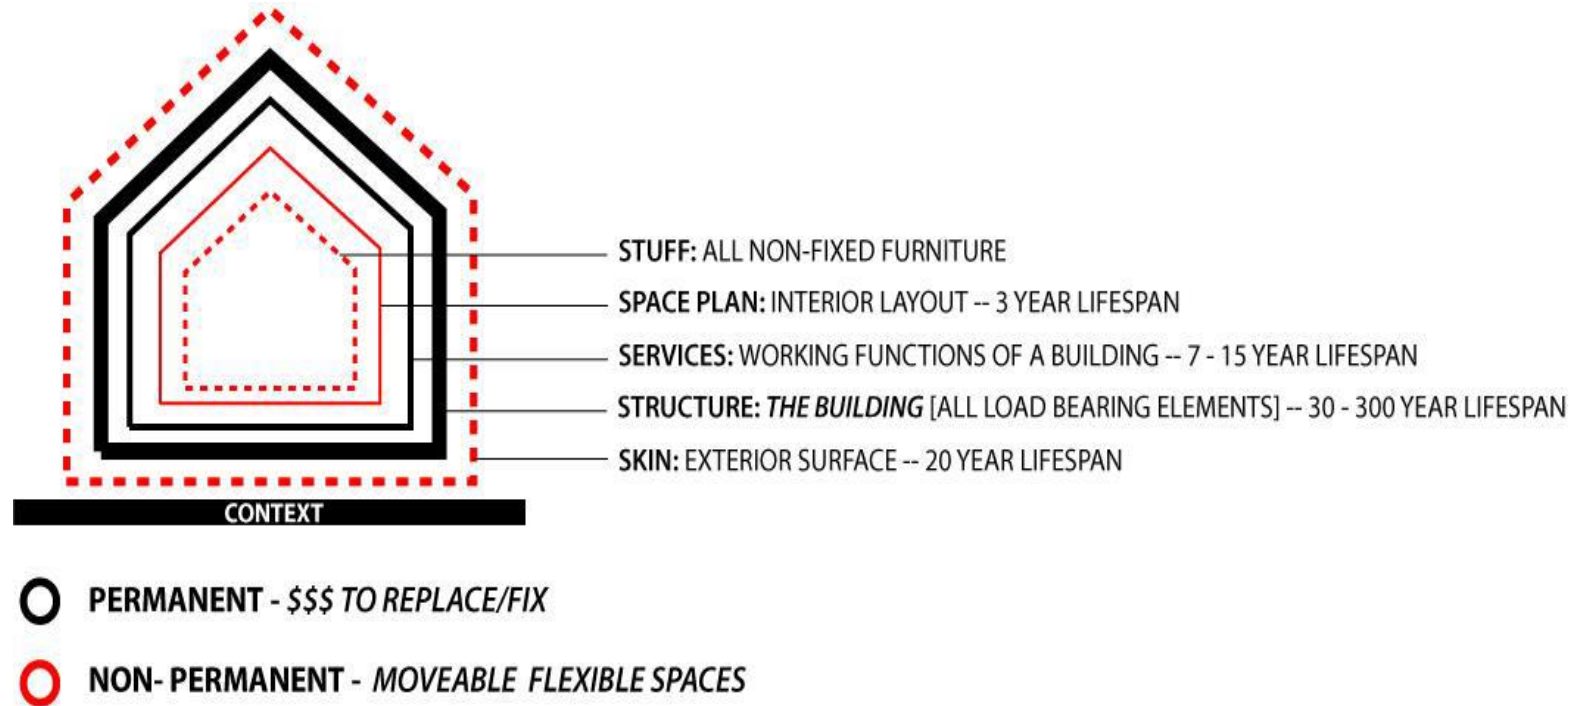 STUFF: ALL NON-FIXED FURNITURE
SPACE PLAN: INTERIOR LAYOUT -- 3 YEAR LIFESPAN
SERVICES: WORKING FUNCTIONS OF A BUILDING -- 7 - 15 YEAR LIFESPAN
STRUCTURE: THE BUILDING [ALL LOAD BEARING ELEMENTS] -- 30 - 300 YEAR LIFESPAN
SKIN: EXTERIOR SURFACE -- 20 YEAR LIFESPAN
CONTEXT
PERMANENT - $$$ TO REPLACE/FIX
NON- PERMANENT - MOVEABLE FLEXIBLE SPACES